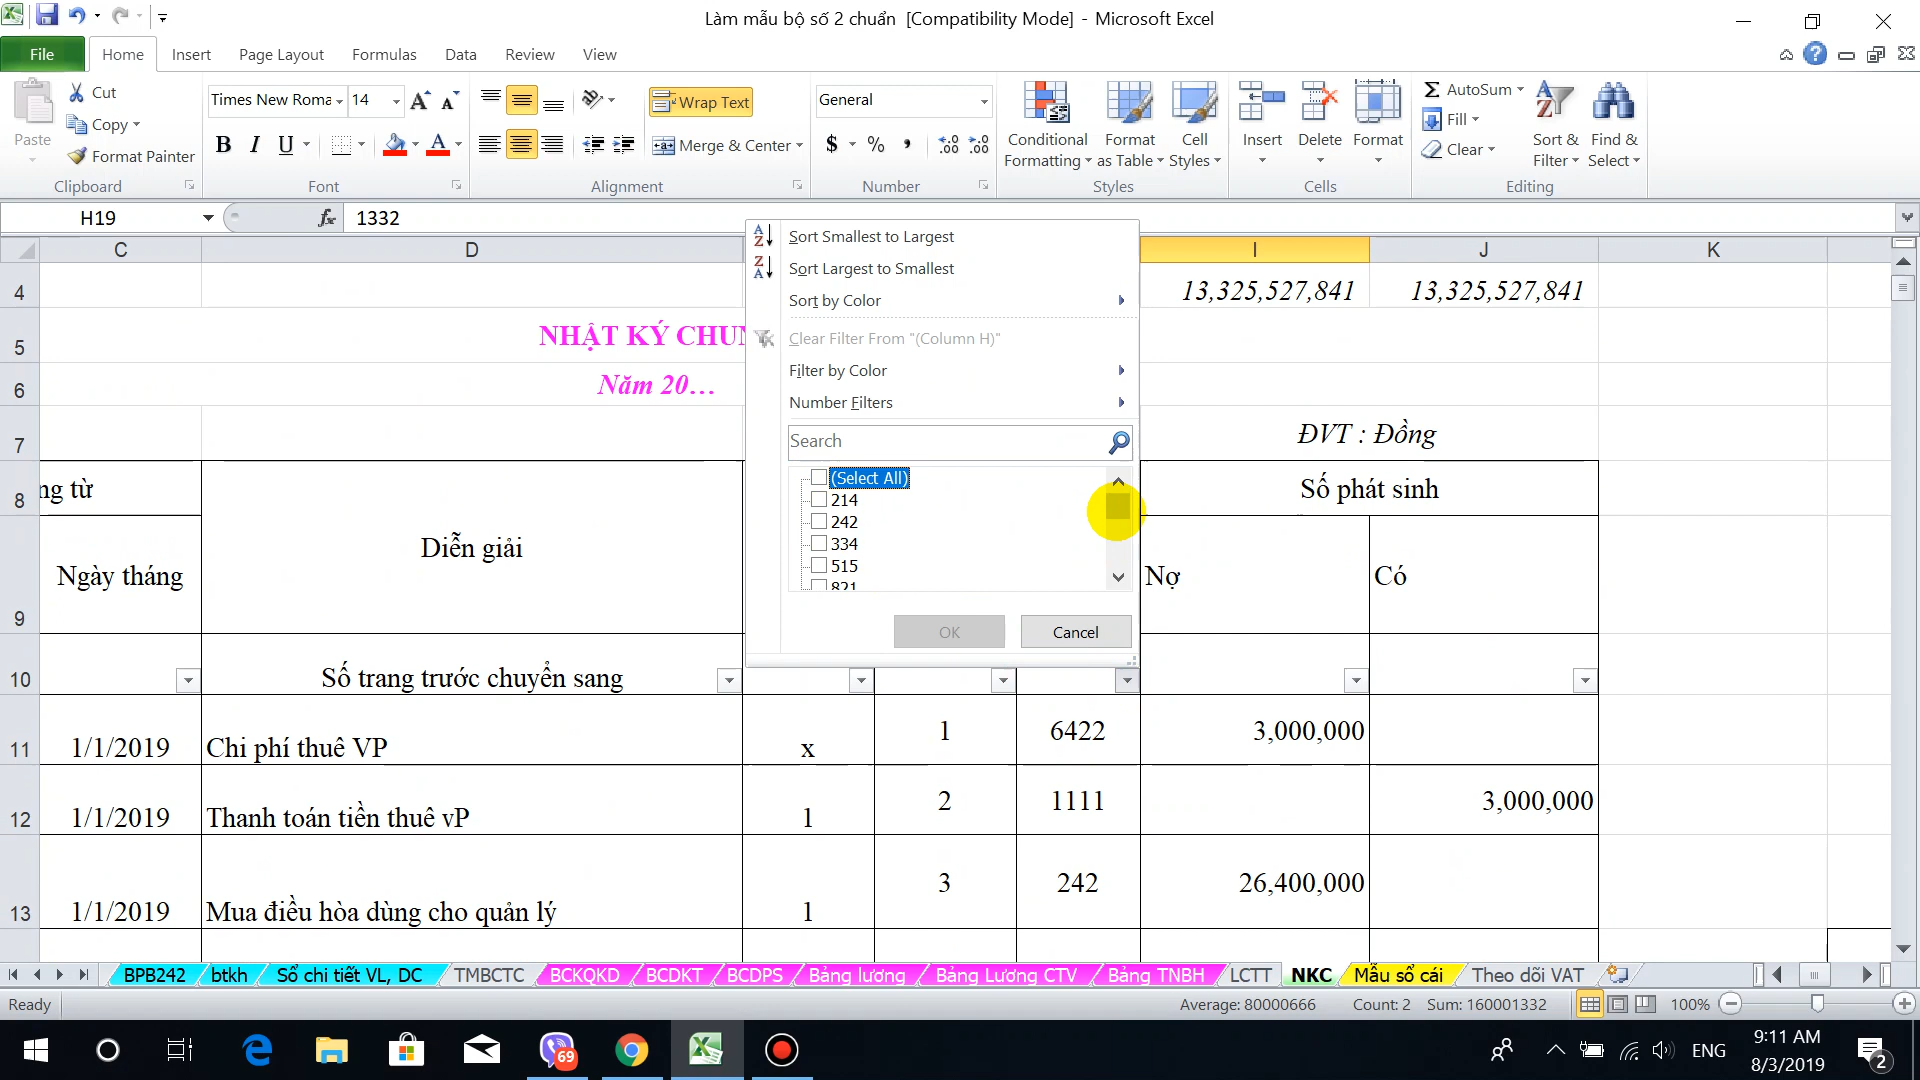 Làm mẫu bộ số 2 chuẩn [Compatibility Mode] - Microsoft Excel
File Home Insert Page Layout Formulas Data Review View
Paste
Cut
Copy
Format Painter
Clipboard
Times New Roma 14
B I U
Font
Wrap Text
Merge & Center
Alignment
General
$ % ,
Number
Conditional Formatting
Format as Table
Cell Styles
Styles
Insert Delete Format
Cells
AutoSum
Fill
Clear
Sort & Filter
Find & Select
Editing
H19 fx 1332
C D I J K
Sort Smallest to Largest
Sort Largest to Smallest
Sort by Color
Clear Filter From "(Column H)"
Filter by Color
Number Filters
Search
(Select All)
214
242
334
515
821
OK Cancel
4 13,325,527,841 13,325,527,841
5 NHẬT KÝ CHUN
6 Năm 20...
7 ĐVT : Đồng
8 ng từ Diễn giải Số phát sinh
9 Ngày tháng Nợ Có
10 Số trang trước chuyển sang
11 1/1/2019 Chi phí thuê VP x 1 6422 3,000,000
12 1/1/2019 Thanh toán tiền thuê vP 1 2 1111 3,000,000
13 1/1/2019 Mua điều hòa dùng cho quản lý 1 3 242 26,400,000
BPB242 btkh Sổ chi tiết VL, DC TMBCTC BCKQKD BCDKT BCDPS Bảng lương Bảng Lương CTV Bảng TNBH LCTT NKC Mẫu sổ cái Theo dõi VAT
Ready Average: 80000666 Count: 2 Sum: 160001332 100%
69 ENG 9:11 AM
8/3/2019 2